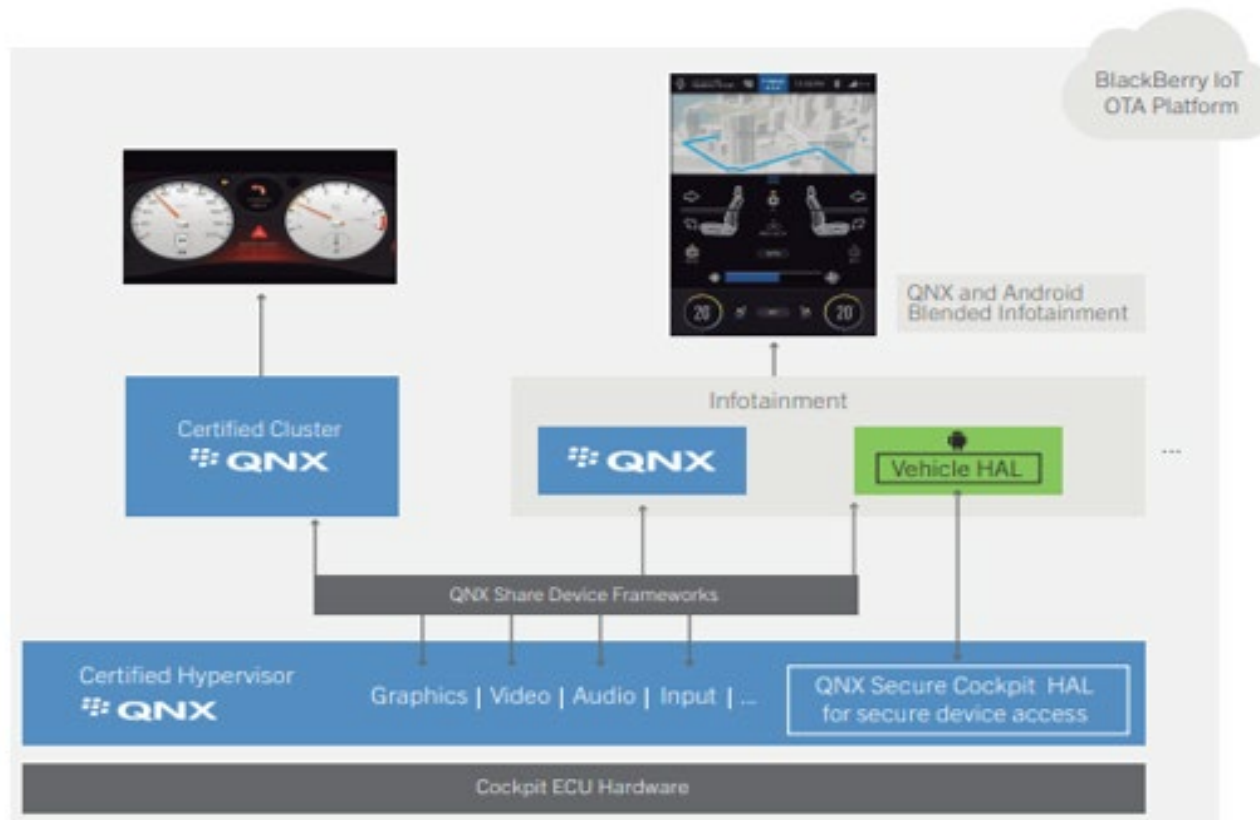 BlackBerry IoT
OTA Platform
QNX and Android
Blended Infotainment
Infotainment
Certified Cluster
QNX
QNX
Vehicle HAL
...
QNX Share Device Frameworks
Certified Hypervisor
QNX
Graphics | Video | Audio | Input | ...
QNX Secure Cockpit HAL
for secure device access
Cockpit ECU Hardware
20
20